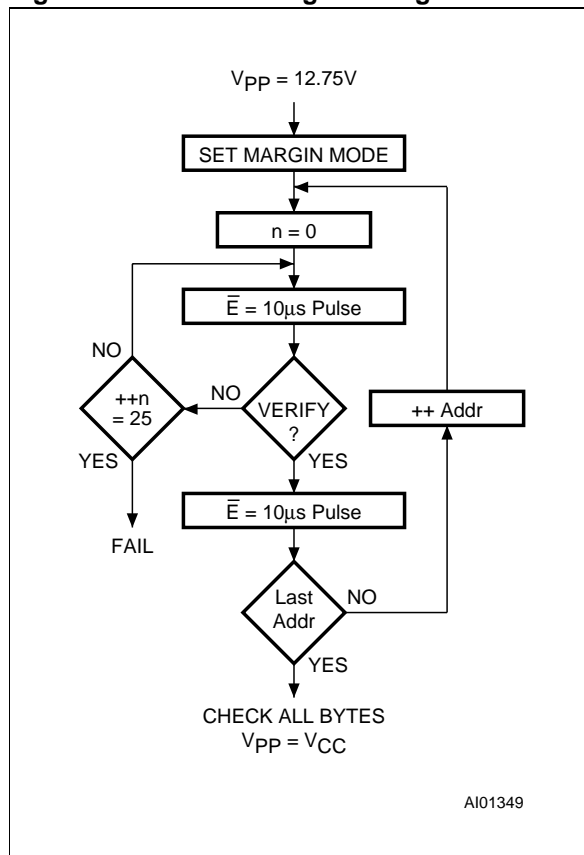 VPP = 12.75V
SET MARGIN MODE
n = 0
E̅ = 10µs Pulse
NO
++n
= 25
NO
VERIFY
?
++ Addr
YES
YES
E̅ = 10µs Pulse
FAIL
Last
Addr
NO
YES
CHECK ALL BYTES
VPP = VCC
AI01349